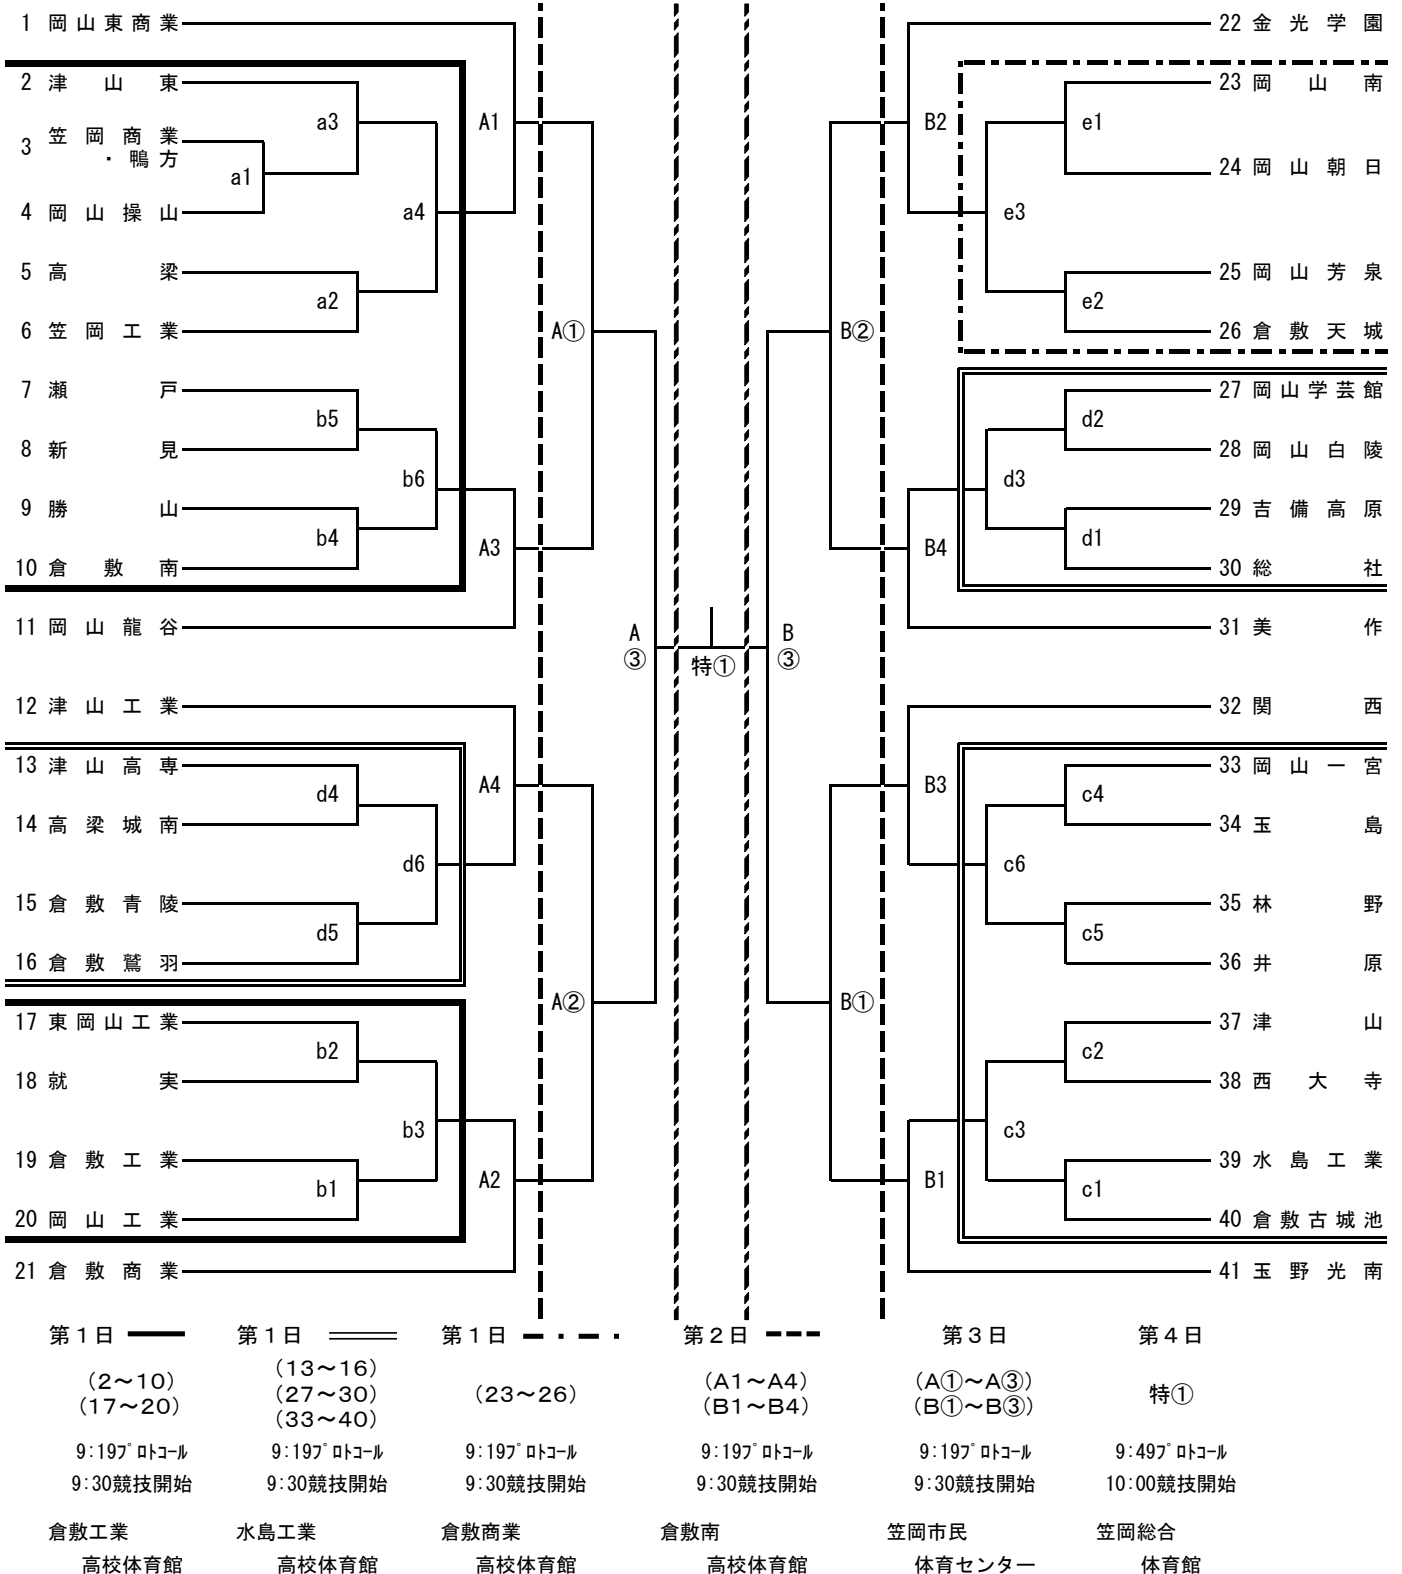 1 岡山東商業
2 津山東
3 笠岡商業
・鴨方
4 岡山操山
5 高梁
6 笠岡工業
7 瀬戸
8 新見
9 勝山
10 倉敷南
11 岡山龍谷
12 津山工業
13 津山高専
14 高梁城南
15 倉敷青陵
16 倉敷鷲羽
17 東岡山工業
18 就実
19 倉敷工業
20 岡山工業
21 倉敷商業
a1
a3
a2
a4
b5
b4
b6
d4
d5
d6
b2
b1
b3
A1
A3
A4
A2
A①
A②
A
③
特①
B
③
B②
B①
B2
B4
B3
B1
e1
e3
e2
d2
d3
d1
c4
c6
c5
c2
c3
c1
22 金光学園
23 岡山南
24 岡山朝日
25 岡山芳泉
26 倉敷天城
27 岡山学芸館
28 岡山白陵
29 吉備高原
30 総社
31 美作
32 関西
33 岡山一宮
34 玉島
35 林野
36 井原
37 津山
38 西大寺
39 水島工業
40 倉敷古城池
41 玉野光南
第1日
(2～10)
(17～20)
9:19プロトコール
9:30競技開始
倉敷工業
高校体育館
第1日
(13～16)
(27～30)
(33～40)
9:19プロトコール
9:30競技開始
水島工業
高校体育館
第1日
(23～26)
9:19プロトコール
9:30競技開始
倉敷商業
高校体育館
第2日
(A1～A4)
(B1～B4)
9:19プロトコール
9:30競技開始
倉敷南
高校体育館
第3日
(A①～A③)
(B①～B③)
9:19プロトコール
9:30競技開始
笠岡市民
体育センター
第4日
特①
9:49プロトコール
10:00競技開始
笠岡総合
体育館